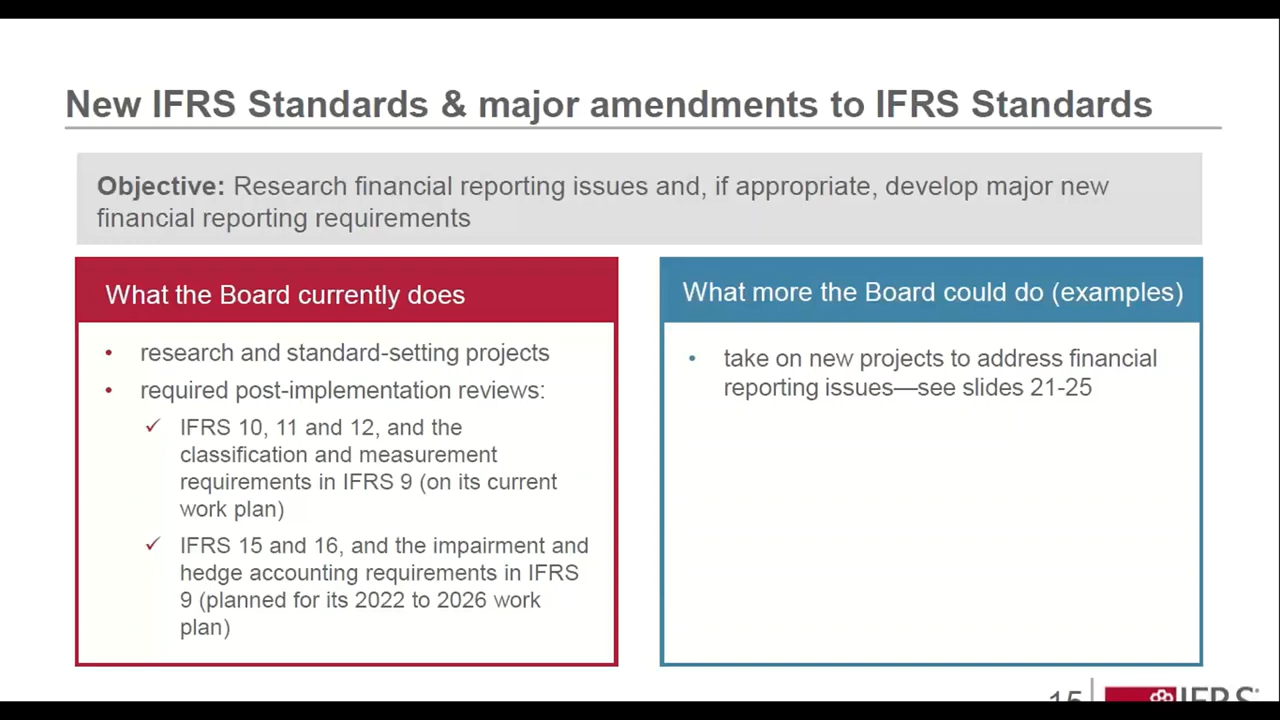 New IFRS Standards & major amendments to IFRS Standards
Objective: Research financial reporting issues and, if appropriate, develop major new
financial reporting requirements
What the Board currently does
• research and standard-setting projects
• required post-implementation reviews:
✓ IFRS 10, 11 and 12, and the
classification and measurement
requirements in IFRS 9 (on its current
work plan)
✓ IFRS 15 and 16, and the impairment and
hedge accounting requirements in IFRS
9 (planned for its 2022 to 2026 work
plan)
What more the Board could do (examples)
• take on new projects to address financial
reporting issues—see slides 21-25
15
IFRS